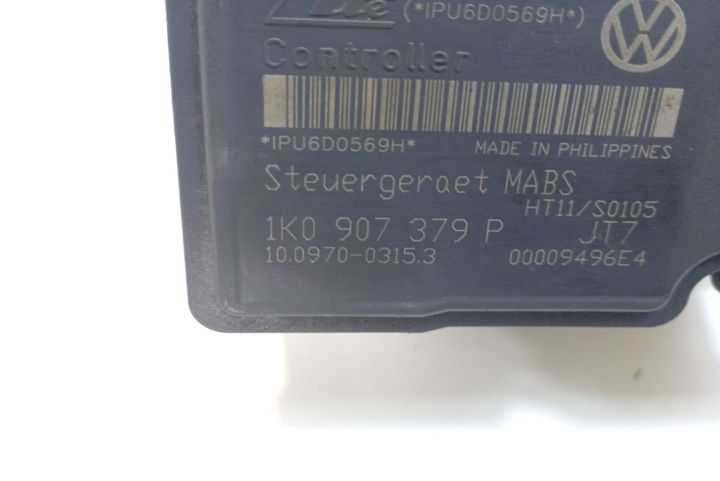 Ate (*IPU6D0569H*)
Controller
*IPU6D0569H* MADE IN PHILIPPINES
Steuergeraet MABS
HT11/S0105
1K0 907 379 P JT7
10.0970-0315.3 00009496E4